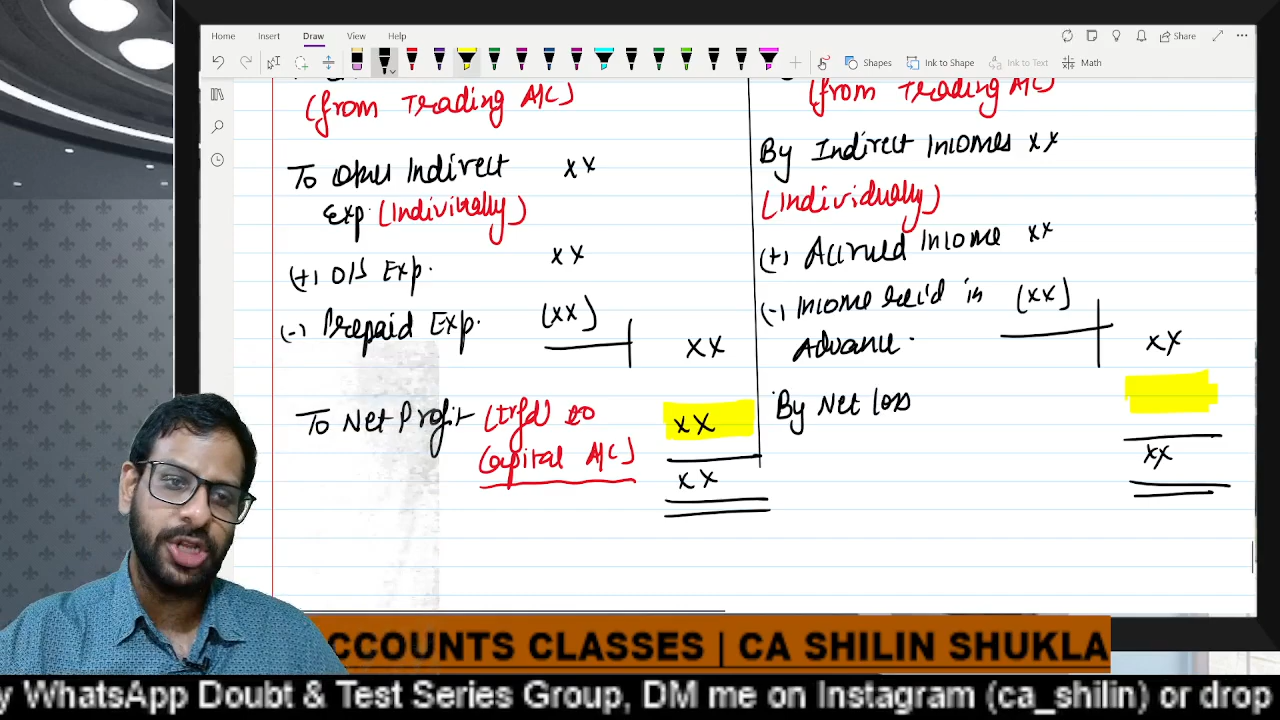 Home Insert Draw View Help
Share
Shapes Ink to Shape Ink to Text Math
(from Trading A/C)
To Other Indirect xx
Exp. (Indivirally)
(+) O/S Exp. xx
(-) Prepaid Exp. (xx)
xx
To Net Profit (trfd to xx
Capital A/C)
xx
(from Trading A/C)
By Indirect Incomes xx
(Individually)
(+) Accrued Income xx
(-) Income recid in (xx)
Advance. xx
By Net loss
xx
CCOUNTS CLASSES | CA SHILIN SHUKLA
y WhatsApp Doubt & Test Series Group, DM me on Instagram (ca_shilin) or drop